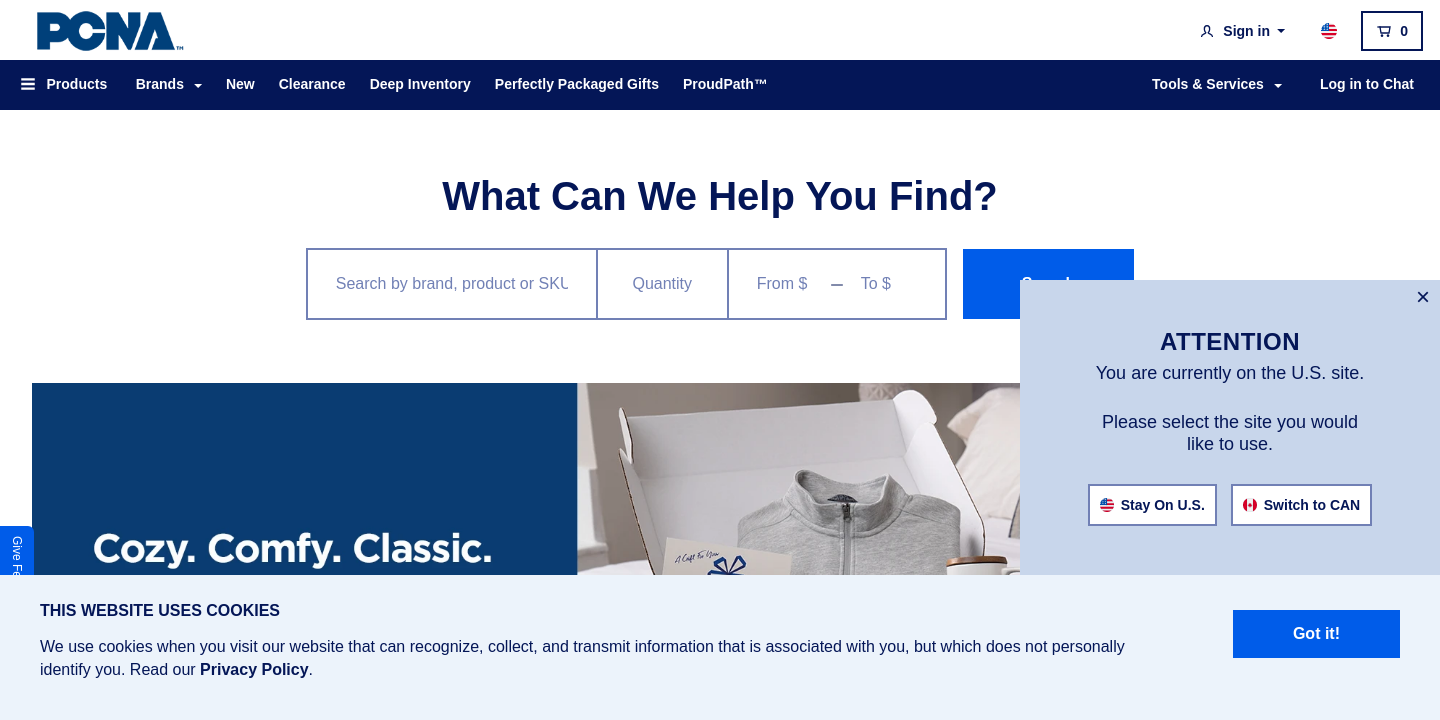 PCNA™
Sign in
0
Products
Brands
New
Clearance
Deep Inventory
Perfectly Packaged Gifts
ProudPath™
Tools & Services
Log in to Chat
What Can We Help You Find?
Search by brand, product or SKU
Quantity
From $ – To $
×
ATTENTION
You are currently on the U.S. site.
Please select the site you would
like to use.
Stay On U.S.
Switch to CAN
Cozy. Comfy. Classic.
A Gift For You
Give Fe
THIS WEBSITE USES COOKIES
We use cookies when you visit our website that can recognize, collect, and transmit information that is associated with you, but which does not personally
identify you. Read our Privacy Policy.
Got it!